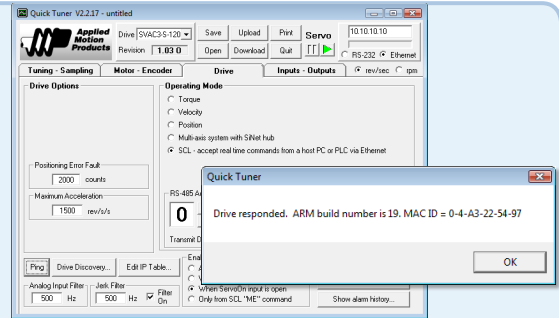 Quick Tuner V2.2.17 - untitled
Applied Motion Products
Drive SVAC3-S-120
Revision 1.03 0
Save Upload Print
Open Download Quit
Servo
10.10.10.10
RS-232 Ethernet
Tuning - Sampling Motor - Encoder Drive Inputs - Outputs rev/sec rpm
Drive Options
Operating Mode
Torque
Velocity
Position
Multi-axis system with SiNet hub
SCL - accept real time commands from a host PC or PLC via Ethernet
Positioning Error Fault
2000 counts
Maximum Acceleration
1500 rev/s/s
RS-485
0
Transmit
Quick Tuner
Drive responded. ARM build number is 19. MAC ID = 0-4-A3-22-54-97
OK
Ping Drive Discovery... Edit IP Table...
Analog Input Filter
500 Hz
Jerk Filter
500 Hz
Filter On
When ServoOn input is open
Only from SCL "ME" command
Show alarm history...